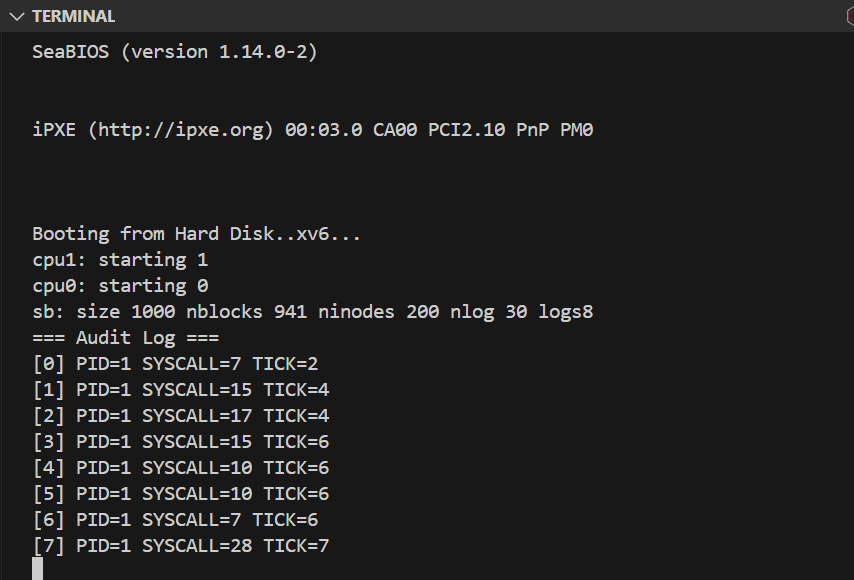 TERMINAL
SeaBIOS (version 1.14.0-2)
iPXE (http://ipxe.org) 00:03.0 CA00 PCI2.10 PnP PM0
Booting from Hard Disk..xv6...
cpu1: starting 1
cpu0: starting 0
sb: size 1000 nblocks 941 ninodes 200 nlog 30 logs8
=== Audit Log ===
[0] PID=1 SYSCALL=7 TICK=2
[1] PID=1 SYSCALL=15 TICK=4
[2] PID=1 SYSCALL=17 TICK=4
[3] PID=1 SYSCALL=15 TICK=6
[4] PID=1 SYSCALL=10 TICK=6
[5] PID=1 SYSCALL=10 TICK=6
[6] PID=1 SYSCALL=7 TICK=6
[7] PID=1 SYSCALL=28 TICK=7